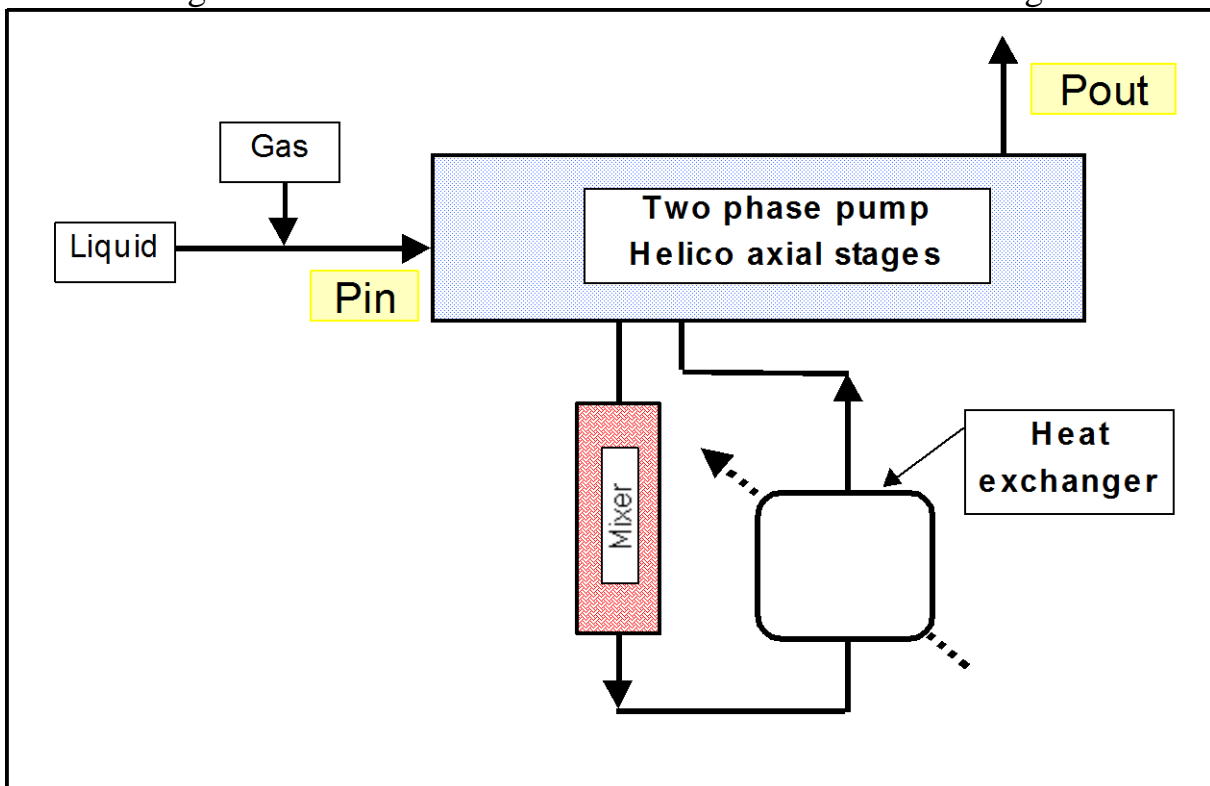 Pout
Gas
Two phase pump
Helico axial stages
Liquid
Pin
Heat
exchanger
Mixer